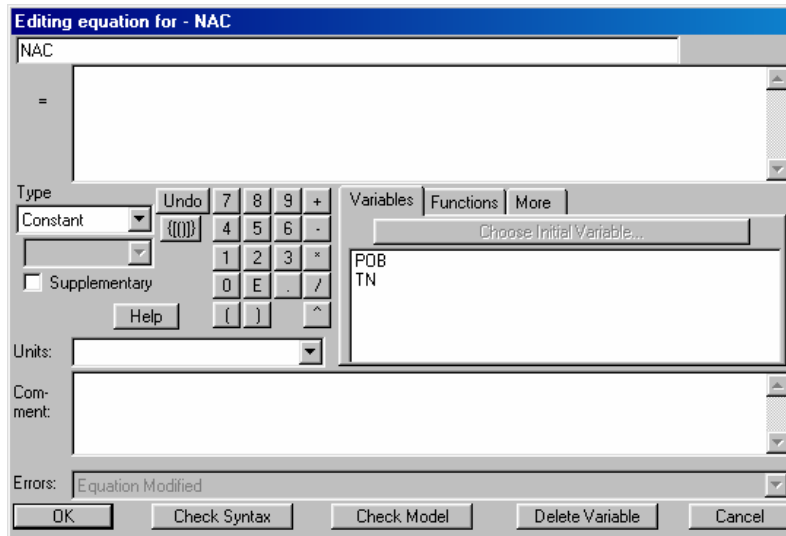 Editing equation for - NAC
NAC
=
Type
Undo 7 8 9 +
Variables Functions More
Constant
{[()]} 4 5 6 -
Choose Initial Variable...
1 2 3 *
POB
TN
Supplementary
0 E . /
Help
( ) ^
Units:
Com-
ment:
Errors: Equation Modified
OK Check Syntax Check Model Delete Variable Cancel